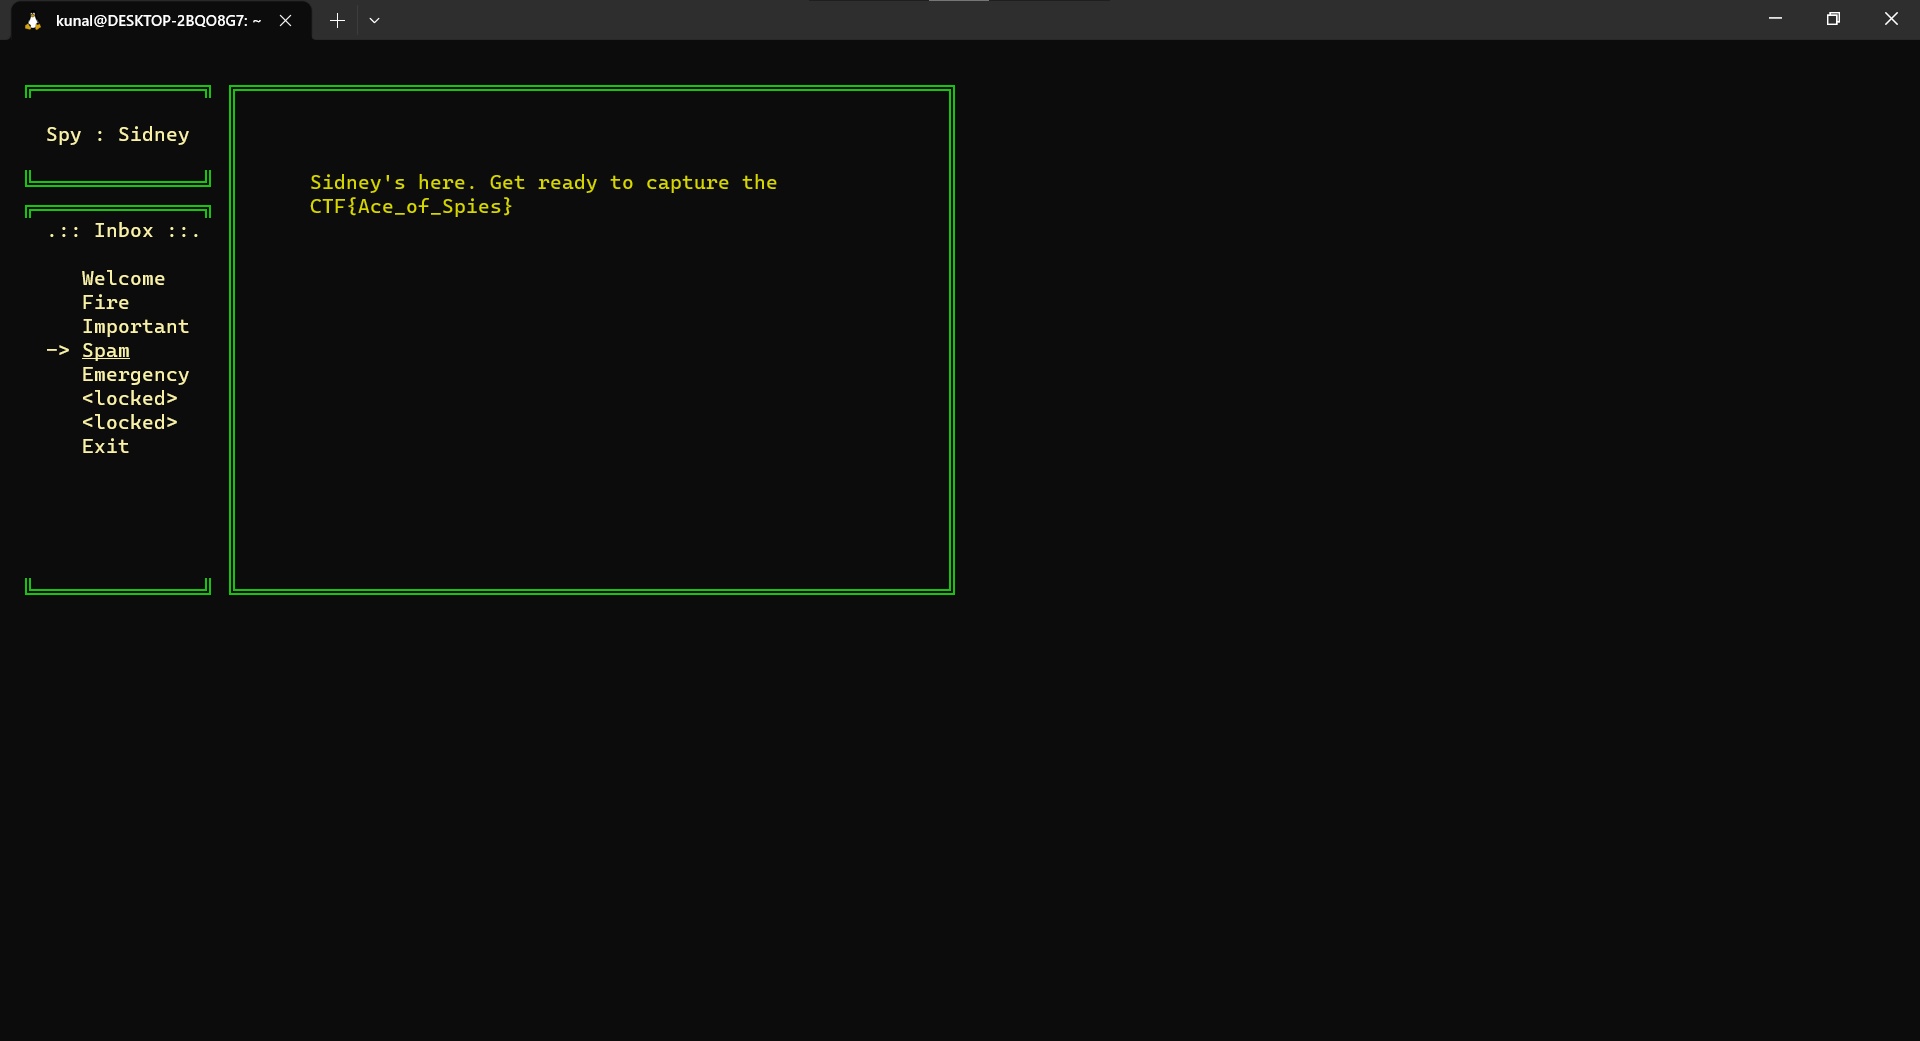 kunal@DESKTOP-2BQO8G7: ~
Spy : Sidney
.:: Inbox ::.
Welcome
Fire
Important
-> Spam
Emergency
<locked>
<locked>
Exit
Sidney's here. Get ready to capture the
CTF{Ace_of_Spies}